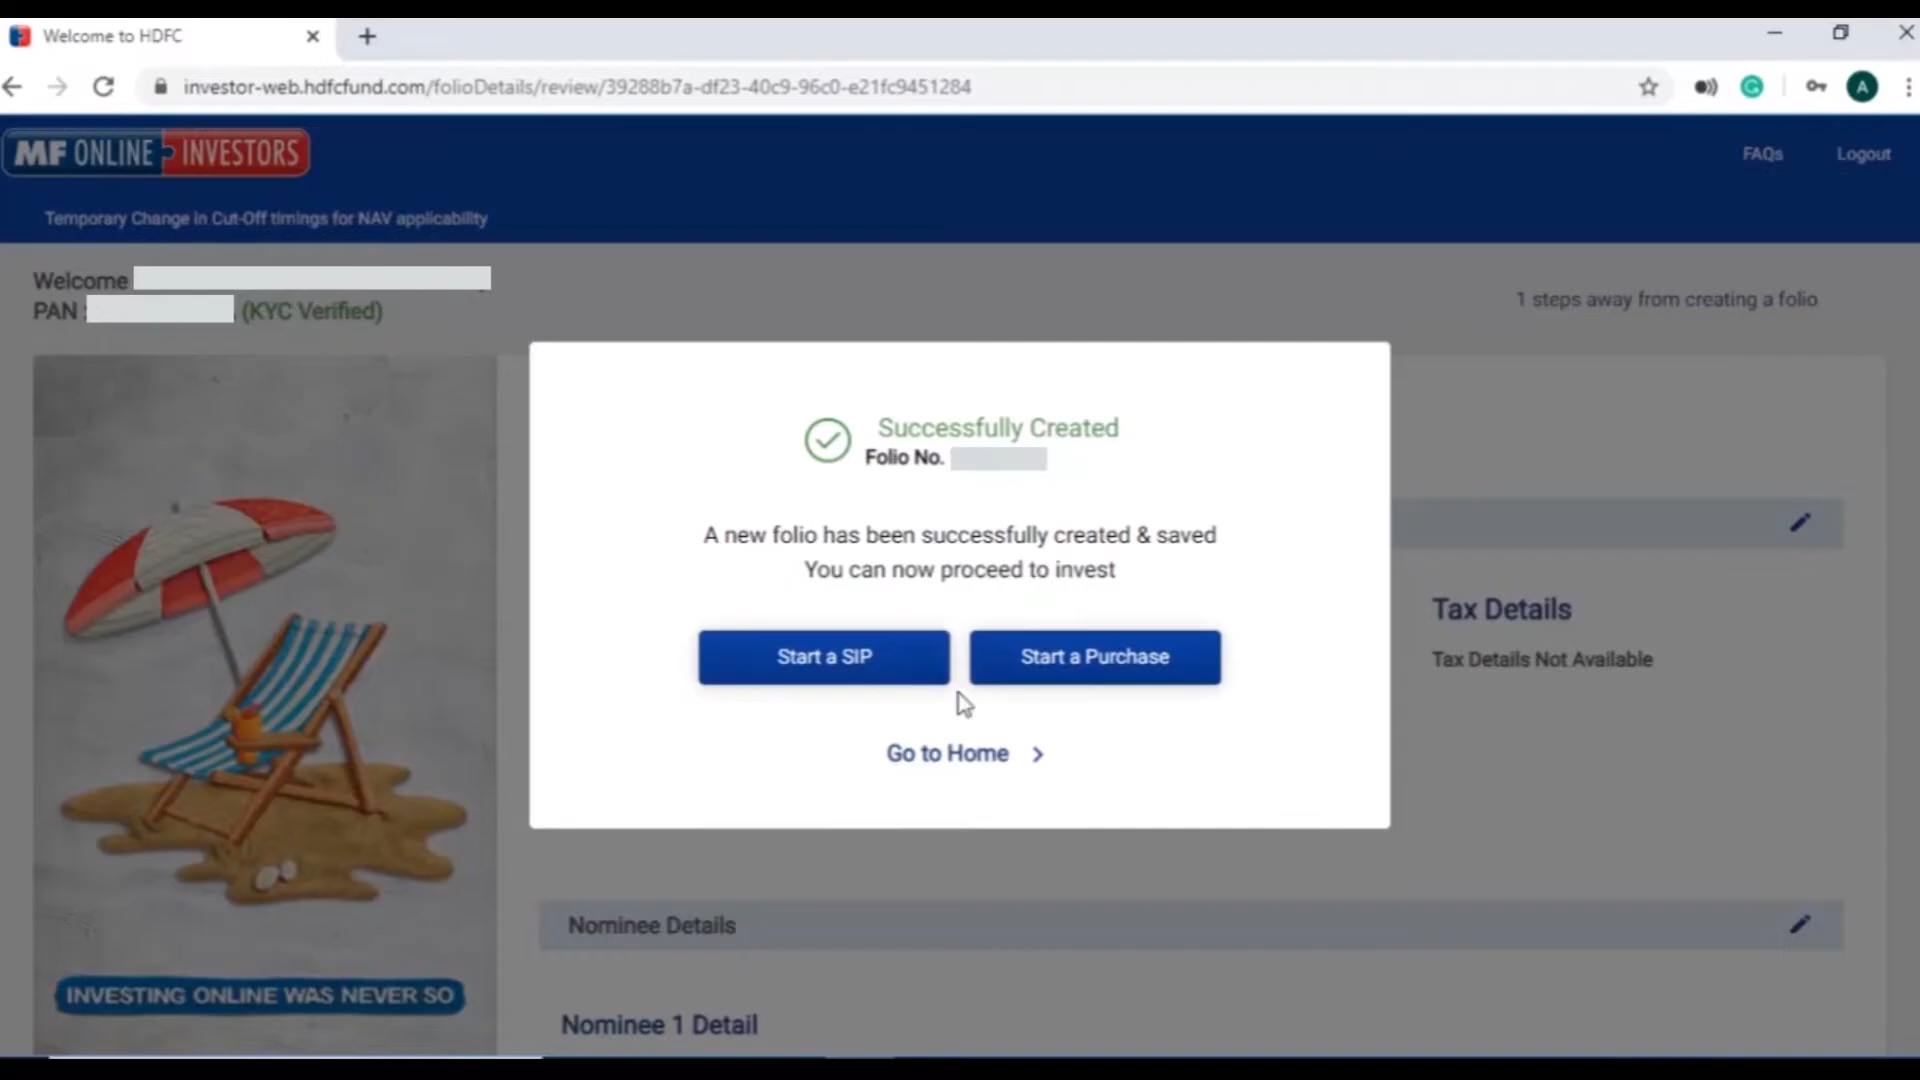 Welcome to HDFC
investor-web.hdfcfund.com/folioDetails/review/39288b7a-df23-40c9-96c0-e21fc9451284
A
MF ONLINE INVESTORS
FAQs
Logout
Temporary Change in Cut-Off timings for NAV applicability
Welcome
PAN : (KYC Verified)
1 steps away from creating a folio
Successfully Created
Folio No.
A new folio has been successfully created & saved
You can now proceed to invest
Start a SIP
Start a Purchase
Go to Home
Tax Details
Tax Details Not Available
Nominee Details
INVESTING ONLINE WAS NEVER SO
Nominee 1 Detail